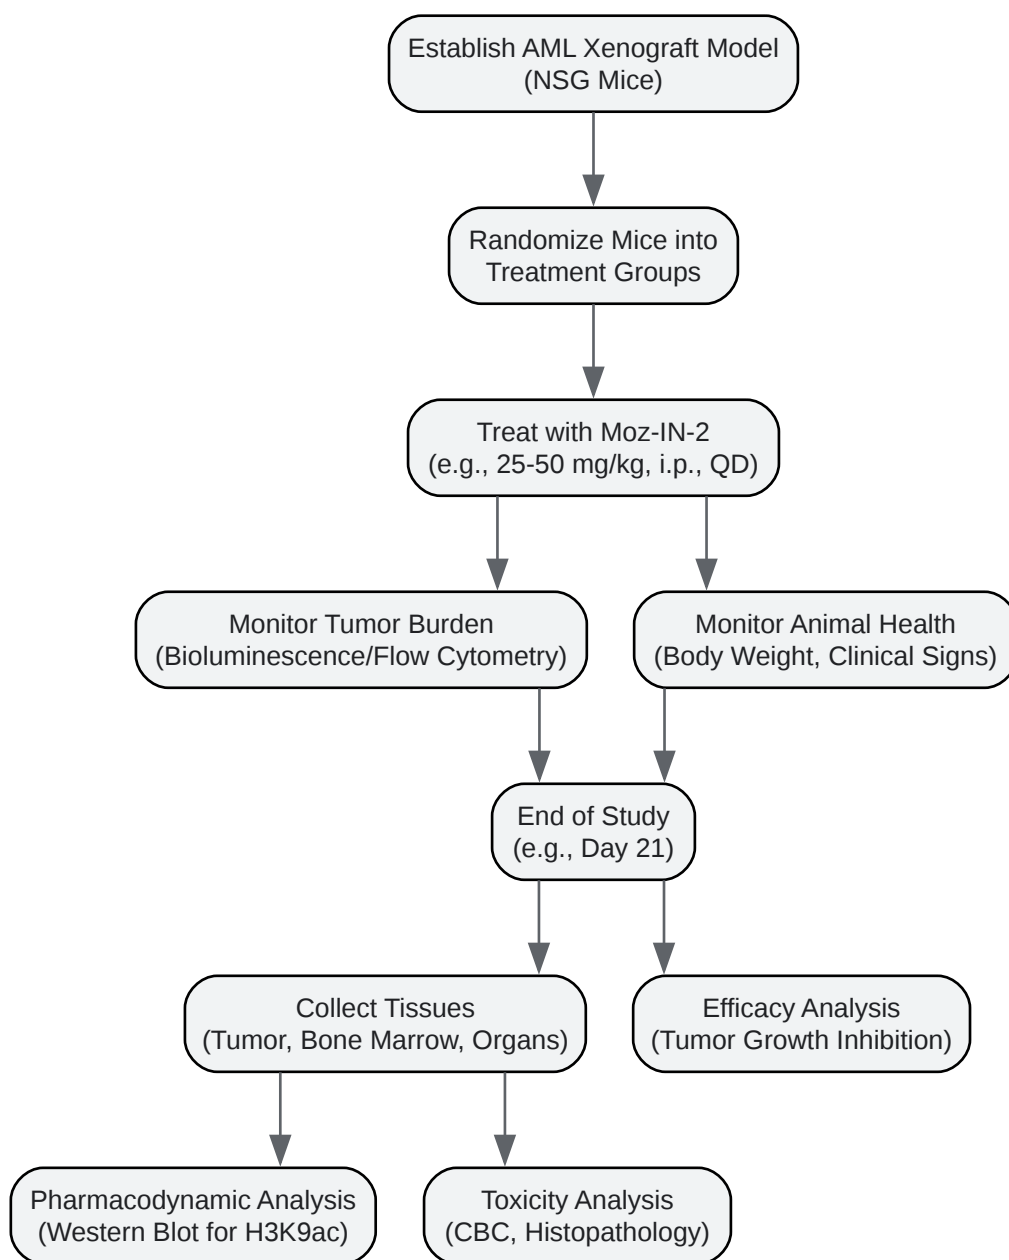 Establish AML Xenograft Model
(NSG Mice)
Randomize Mice into
Treatment Groups
Treat with Moz-IN-2
(e.g., 25-50 mg/kg, i.p., QD)
Monitor Tumor Burden
(Bioluminescence/Flow Cytometry)
Monitor Animal Health
(Body Weight, Clinical Signs)
End of Study
(e.g., Day 21)
Collect Tissues
(Tumor, Bone Marrow, Organs)
Efficacy Analysis
(Tumor Growth Inhibition)
Pharmacodynamic Analysis
(Western Blot for H3K9ac)
Toxicity Analysis
(CBC, Histopathology)